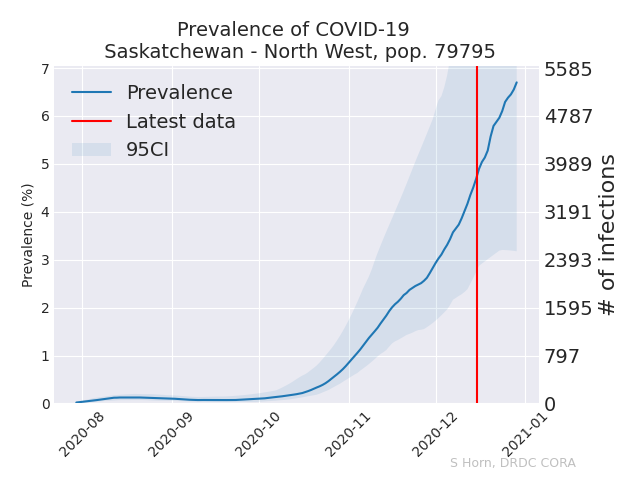 Prevalence of COVID-19
Saskatchewan - North West, pop. 79795
Prevalence
Latest data
95CI
Prevalence (%)
7
6
5
4
3
2
1
0
5585
4787
3989
3191
2393
1595
797
0
# of infections
2020-08
2020-09
2020-10
2020-11
2020-12
2021-01
S Horn, DRDC CORA